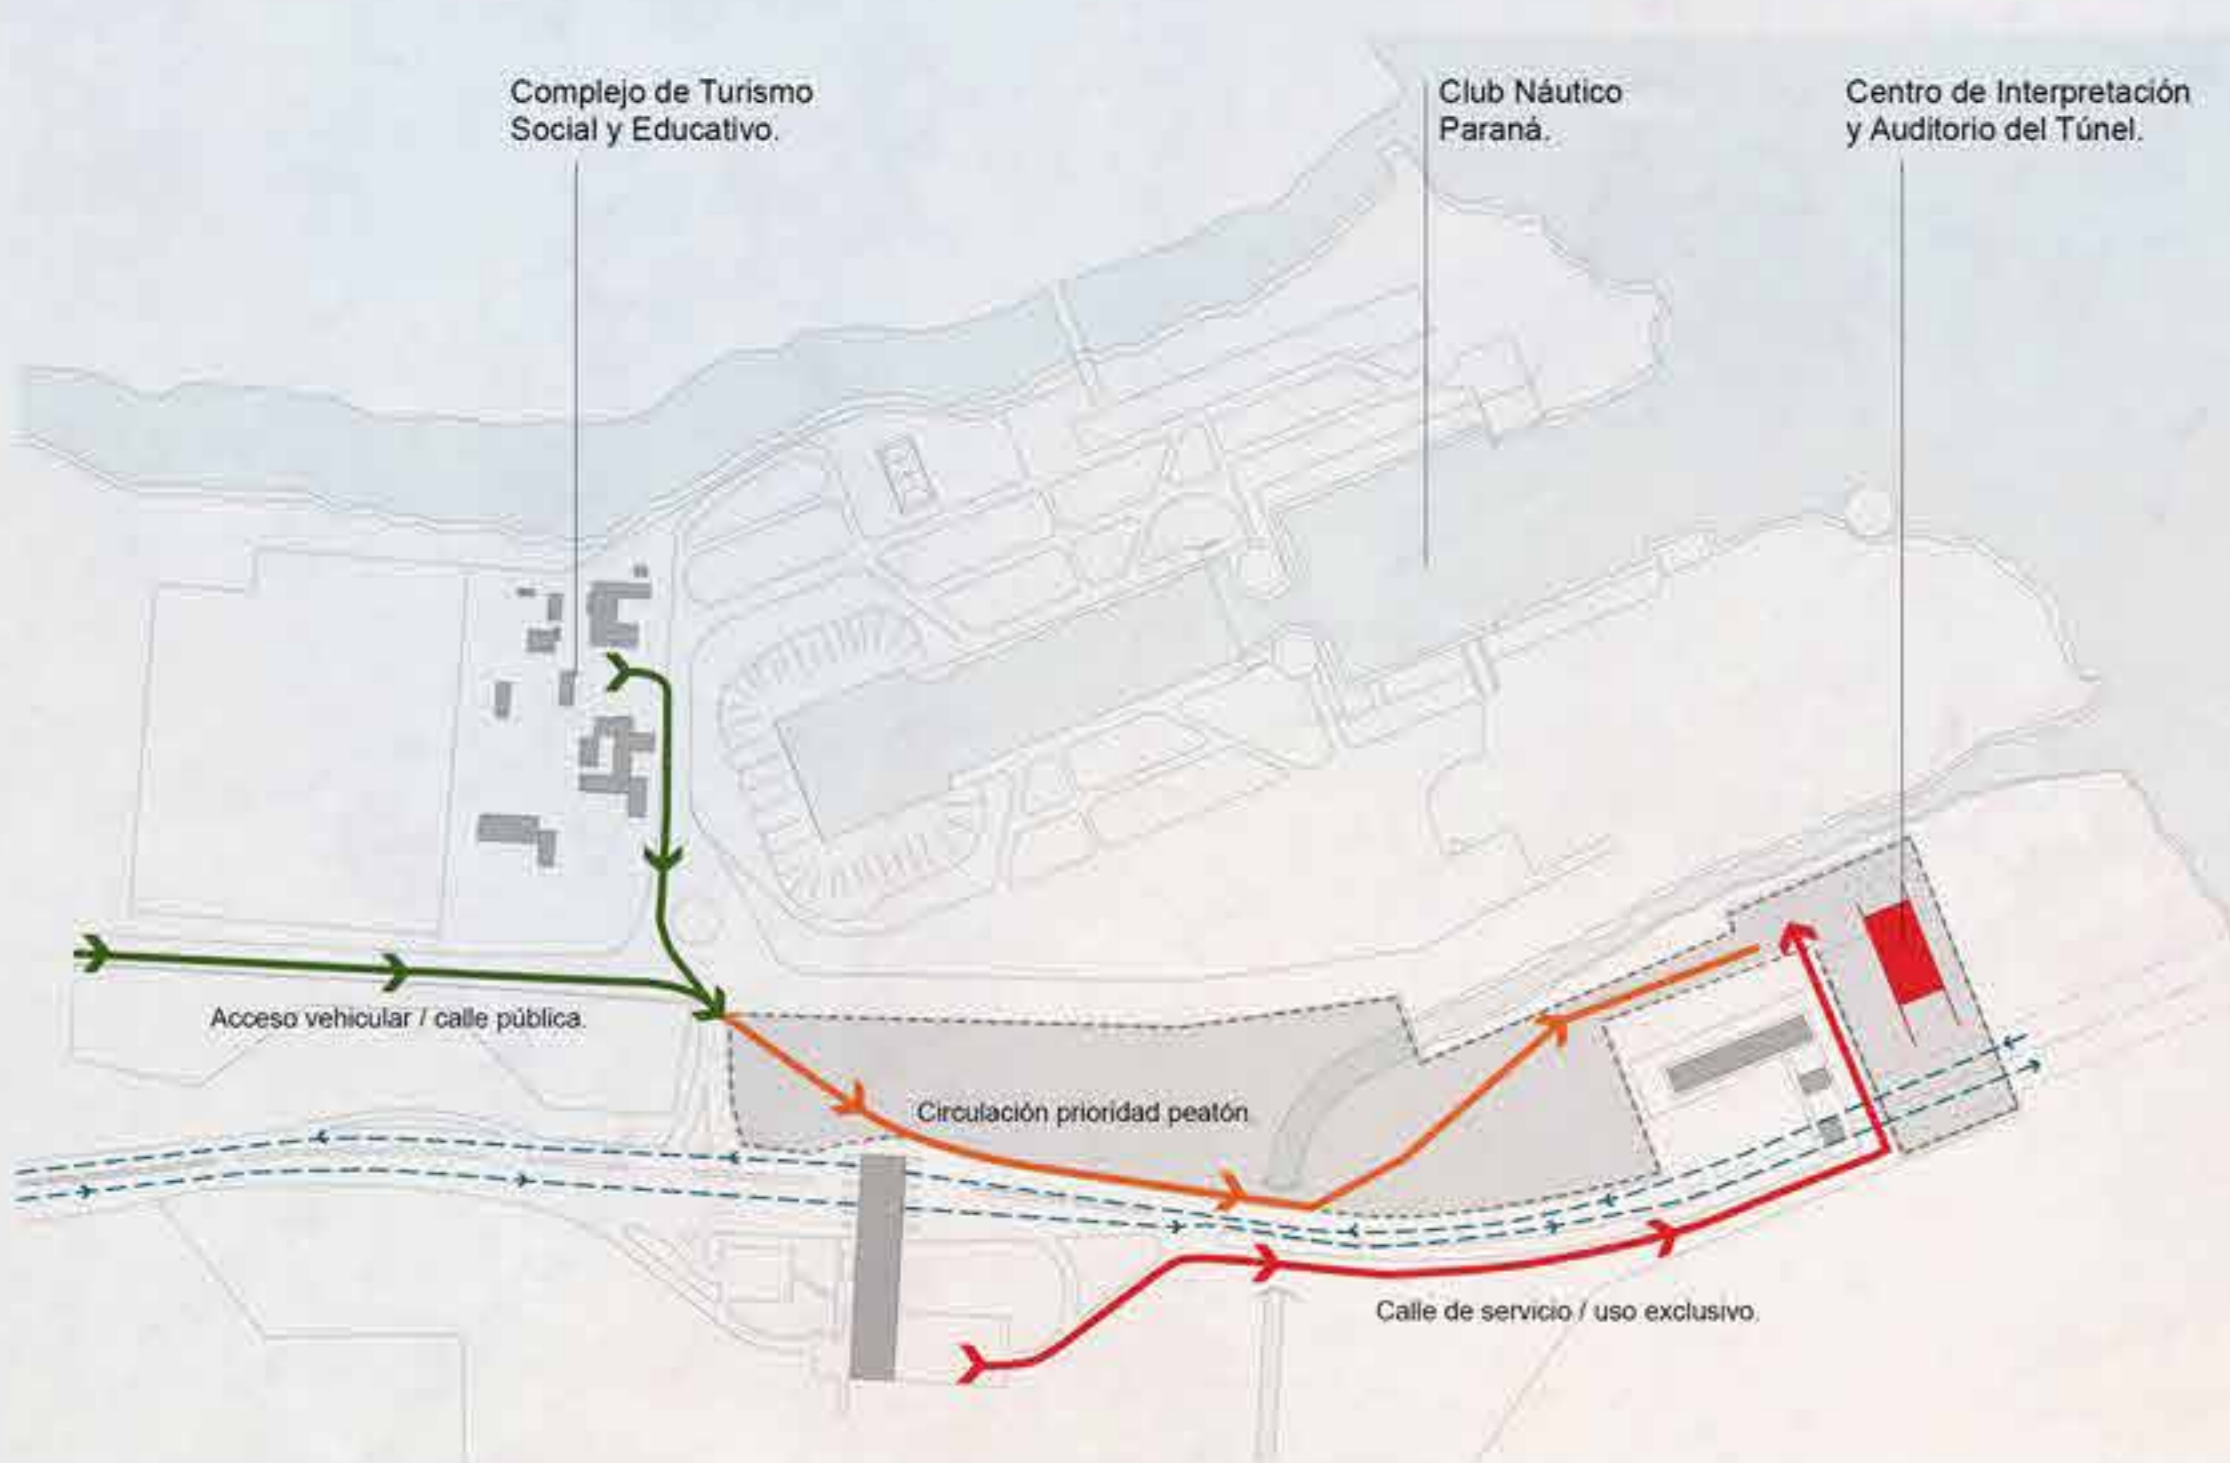 Complejo de Turismo
Social y Educativo.
Club Náutico
Paraná.
Centro de Interpretación
y Auditorio del Túnel.
Acceso vehicular / calle pública.
Circulación prioridad peatón
Calle de servicio / uso exclusivo.